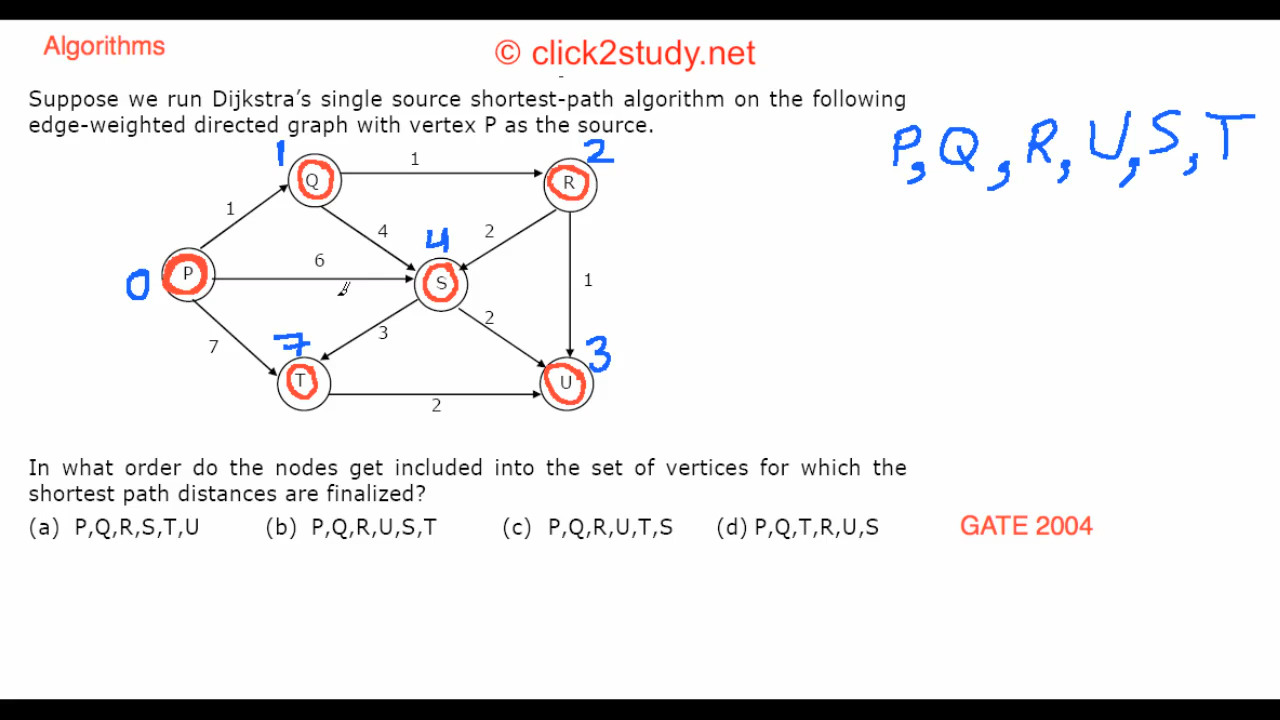 Algorithms
© click2study.net
Suppose we run Dijkstra's single source shortest-path algorithm on the following
edge-weighted directed graph with vertex P as the source.
P, Q, R, U, S, T
1 2
Q 1 R
1 4 4 2
6
0 P S 1
7 7 3 2 3
T U
2
In what order do the nodes get included into the set of vertices for which the
shortest path distances are finalized?
(a) P,Q,R,S,T,U (b) P,Q,R,U,S,T (c) P,Q,R,U,T,S (d) P,Q,T,R,U,S GATE 2004